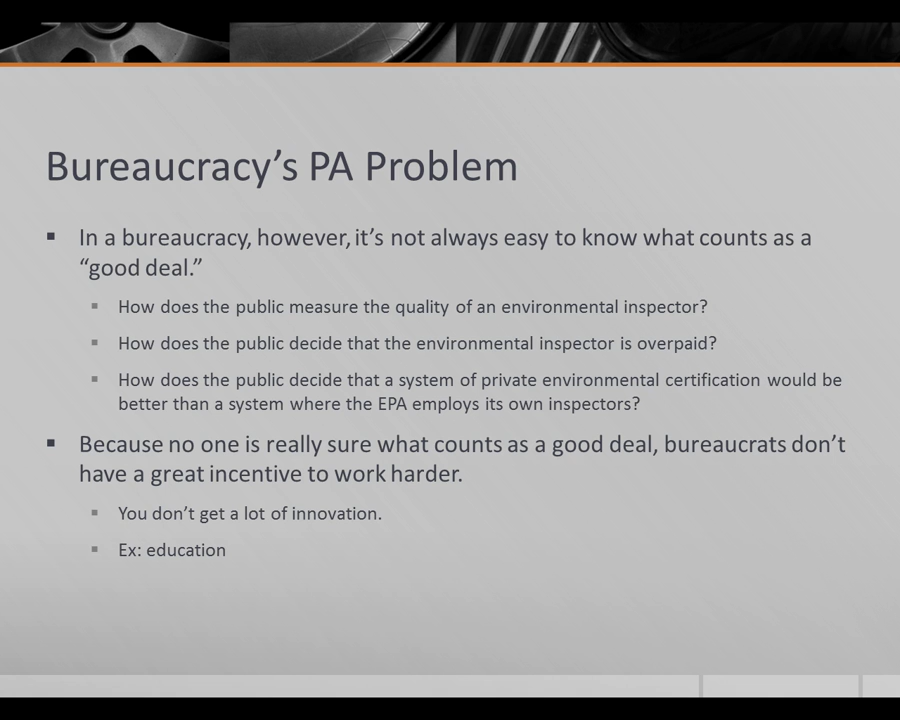 Bureaucracy’s PA Problem
In a bureaucracy, however, it’s not always easy to know what counts as a
“good deal.”
How does the public measure the quality of an environmental inspector?
How does the public decide that the environmental inspector is overpaid?
How does the public decide that a system of private environmental certification would be
better than a system where the EPA employs its own inspectors?
Because no one is really sure what counts as a good deal, bureaucrats don’t
have a great incentive to work harder.
You don’t get a lot of innovation.
Ex: education